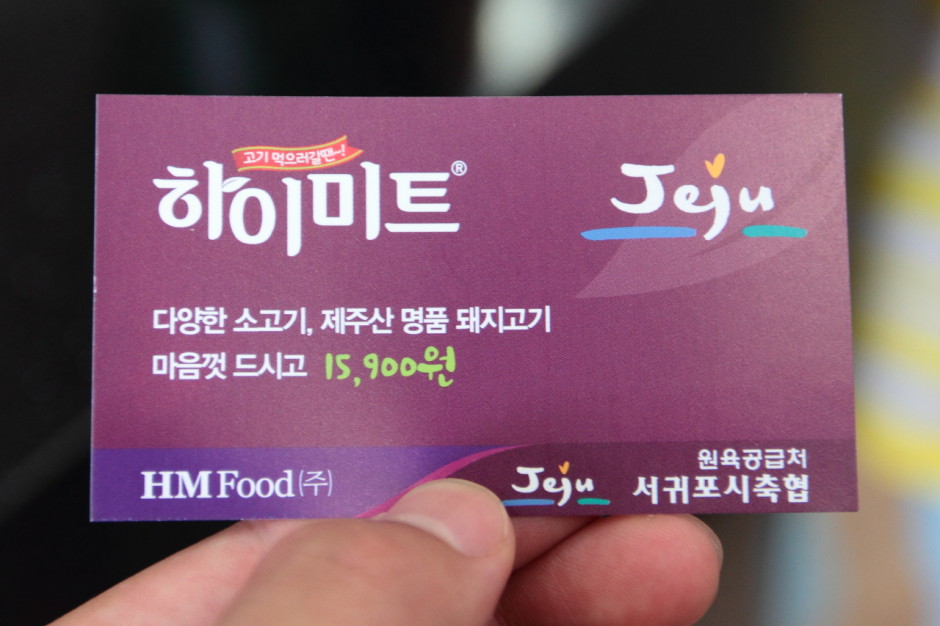 고기 먹으러갈땐~!
하이미트®
Jeju
다양한 소고기, 제주산 명품 돼지고기
마음껏 드시고 15,900원
HM Food (주)
Jeju
원육공급처
서귀포시축협